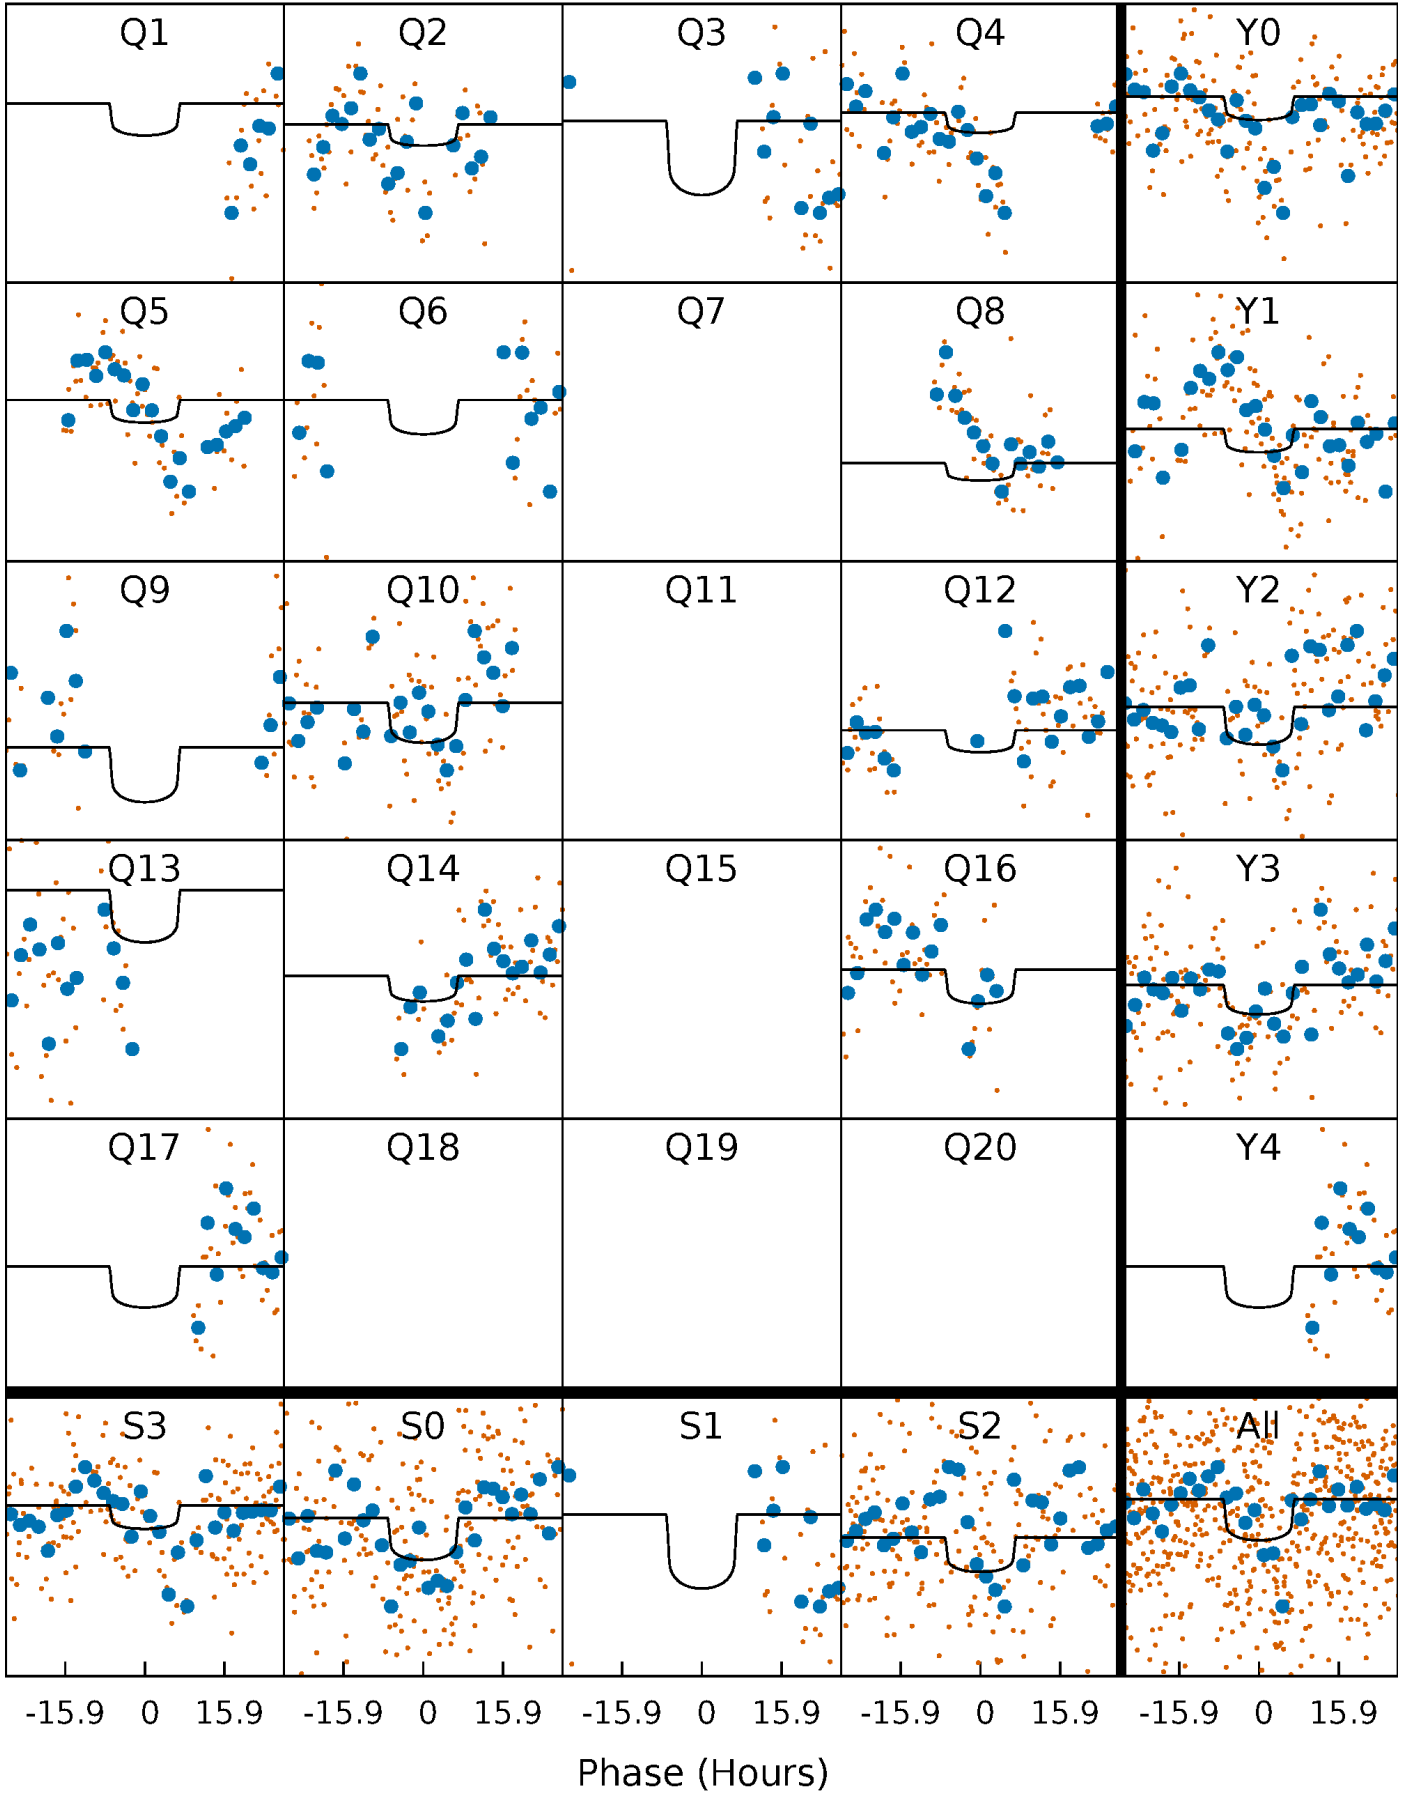 Q1 Q2 Q3 Q4 Y0
Q5 Q6 Q7 Q8 Y1
Q9 Q10 Q11 Q12 Y2
Q13 Q14 Q15 Q16 Y3
Q17 Q18 Q19 Q20 Y4
S3 S0 S1 S2 All
-15.9 0 15.9 -15.9 0 15.9 -15.9 0 15.9 -15.9 0 15.9 -15.9 0 15.9
Phase (Hours)